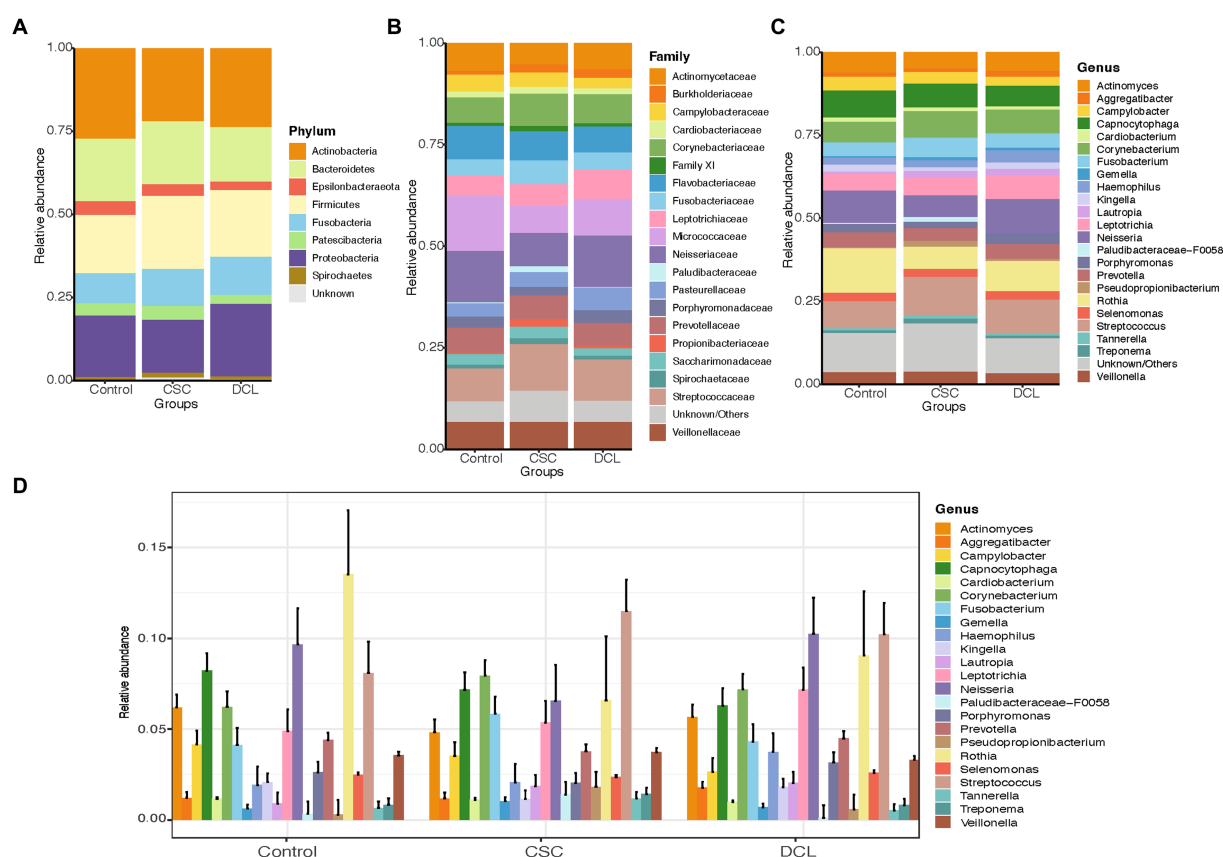 A
1.00
0.75
0.50
0.25
0.00
Relative abundance
Control
CSC
DCL
Groups
Phylum
Actinobacteria
Bacteroidetes
Epsilonbacteraeota
Firmicutes
Fusobacteria
Patescibacteria
Proteobacteria
Spirochaetes
Unknown
B
1.00
0.75
0.50
0.25
0.00
Relative abundance
Control
CSC
DCL
Groups
Family
Actinomycetaceae
Burkholderiaceae
Campylobacteraceae
Cardiobacteriaceae
Corynebacteriaceae
Family XI
Flavobacteriaceae
Fusobacteriaceae
Leptotrichiaceae
Micrococcaceae
Neisseriaceae
Paludibacteraceae
Pasteurellaceae
Porphyromonadaceae
Prevotellaceae
Propionibacteriaceae
Saccharimonadaceae
Spirochaetaceae
Streptococcaceae
Unknown/Others
Veillonellaceae
C
1.00
0.75
0.50
0.25
0.00
Relative abundance
Control
CSC
DCL
Groups
Genus
Actinomyces
Aggregatibacter
Campylobacter
Capnocytophaga
Cardiobacterium
Corynebacterium
Fusobacterium
Gemella
Haemophilus
Kingella
Lautropia
Leptotrichia
Neisseria
Paludibacteraceae-F0058
Porphyromonas
Prevotella
Pseudopropionibacterium
Rothia
Selenomonas
Streptococcus
Tannerella
Treponema
Unknown/Others
Veillonella
D
0.15
0.10
0.05
0.00
Relative abundance
Control
CSC
DCL
Genus
Actinomyces
Aggregatibacter
Campylobacter
Capnocytophaga
Cardiobacterium
Corynebacterium
Fusobacterium
Gemella
Haemophilus
Kingella
Lautropia
Leptotrichia
Neisseria
Paludibacteraceae-F0058
Porphyromonas
Prevotella
Pseudopropionibacterium
Rothia
Selenomonas
Streptococcus
Tannerella
Treponema
Veillonella